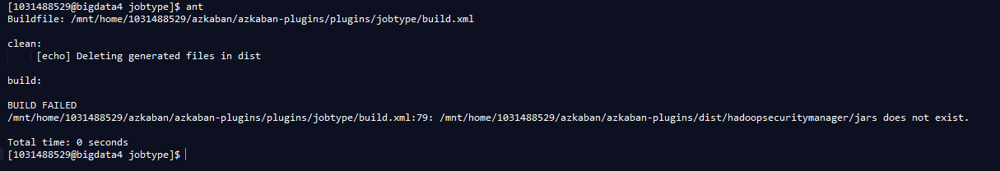 [1031488529@bigdata4 jobtype]$ ant
Buildfile: /mnt/home/1031488529/azkaban/azkaban-plugins/plugins/jobtype/build.xml
clean:
[echo] Deleting generated files in dist
build:
BUILD FAILED
/mnt/home/1031488529/azkaban/azkaban-plugins/plugins/jobtype/build.xml:79: /mnt/home/1031488529/azkaban/azkaban-plugins/dist/hadoopsecuritymanager/jars does not exist.
Total time: 0 seconds
[1031488529@bigdata4 jobtype]$